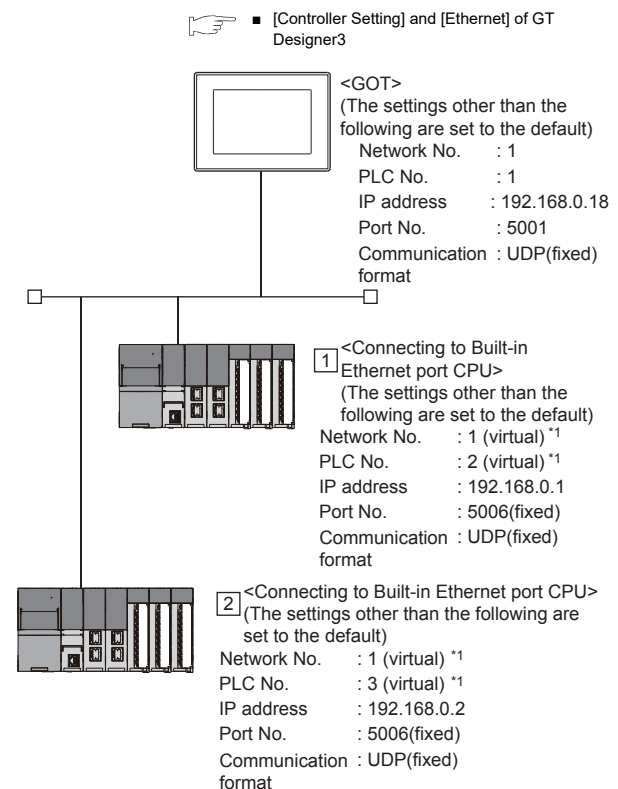 ■ [Controller Setting] and [Ethernet] of GT
Designer3
<GOT>
(The settings other than the
following are set to the default)
Network No. : 1
PLC No. : 1
IP address : 192.168.0.18
Port No. : 5001
Communication : UDP(fixed)
format
1 <Connecting to Built-in
Ethernet port CPU>
(The settings other than the
following are set to the default)
Network No. : 1 (virtual) *1
PLC No. : 2 (virtual) *1
IP address : 192.168.0.1
Port No. : 5006(fixed)
Communication : UDP(fixed)
format
2 <Connecting to Built-in Ethernet port CPU>
(The settings other than the following are
set to the default)
Network No. : 1 (virtual) *1
PLC No. : 3 (virtual) *1
IP address : 192.168.0.2
Port No. : 5006(fixed)
Communication : UDP(fixed)
format